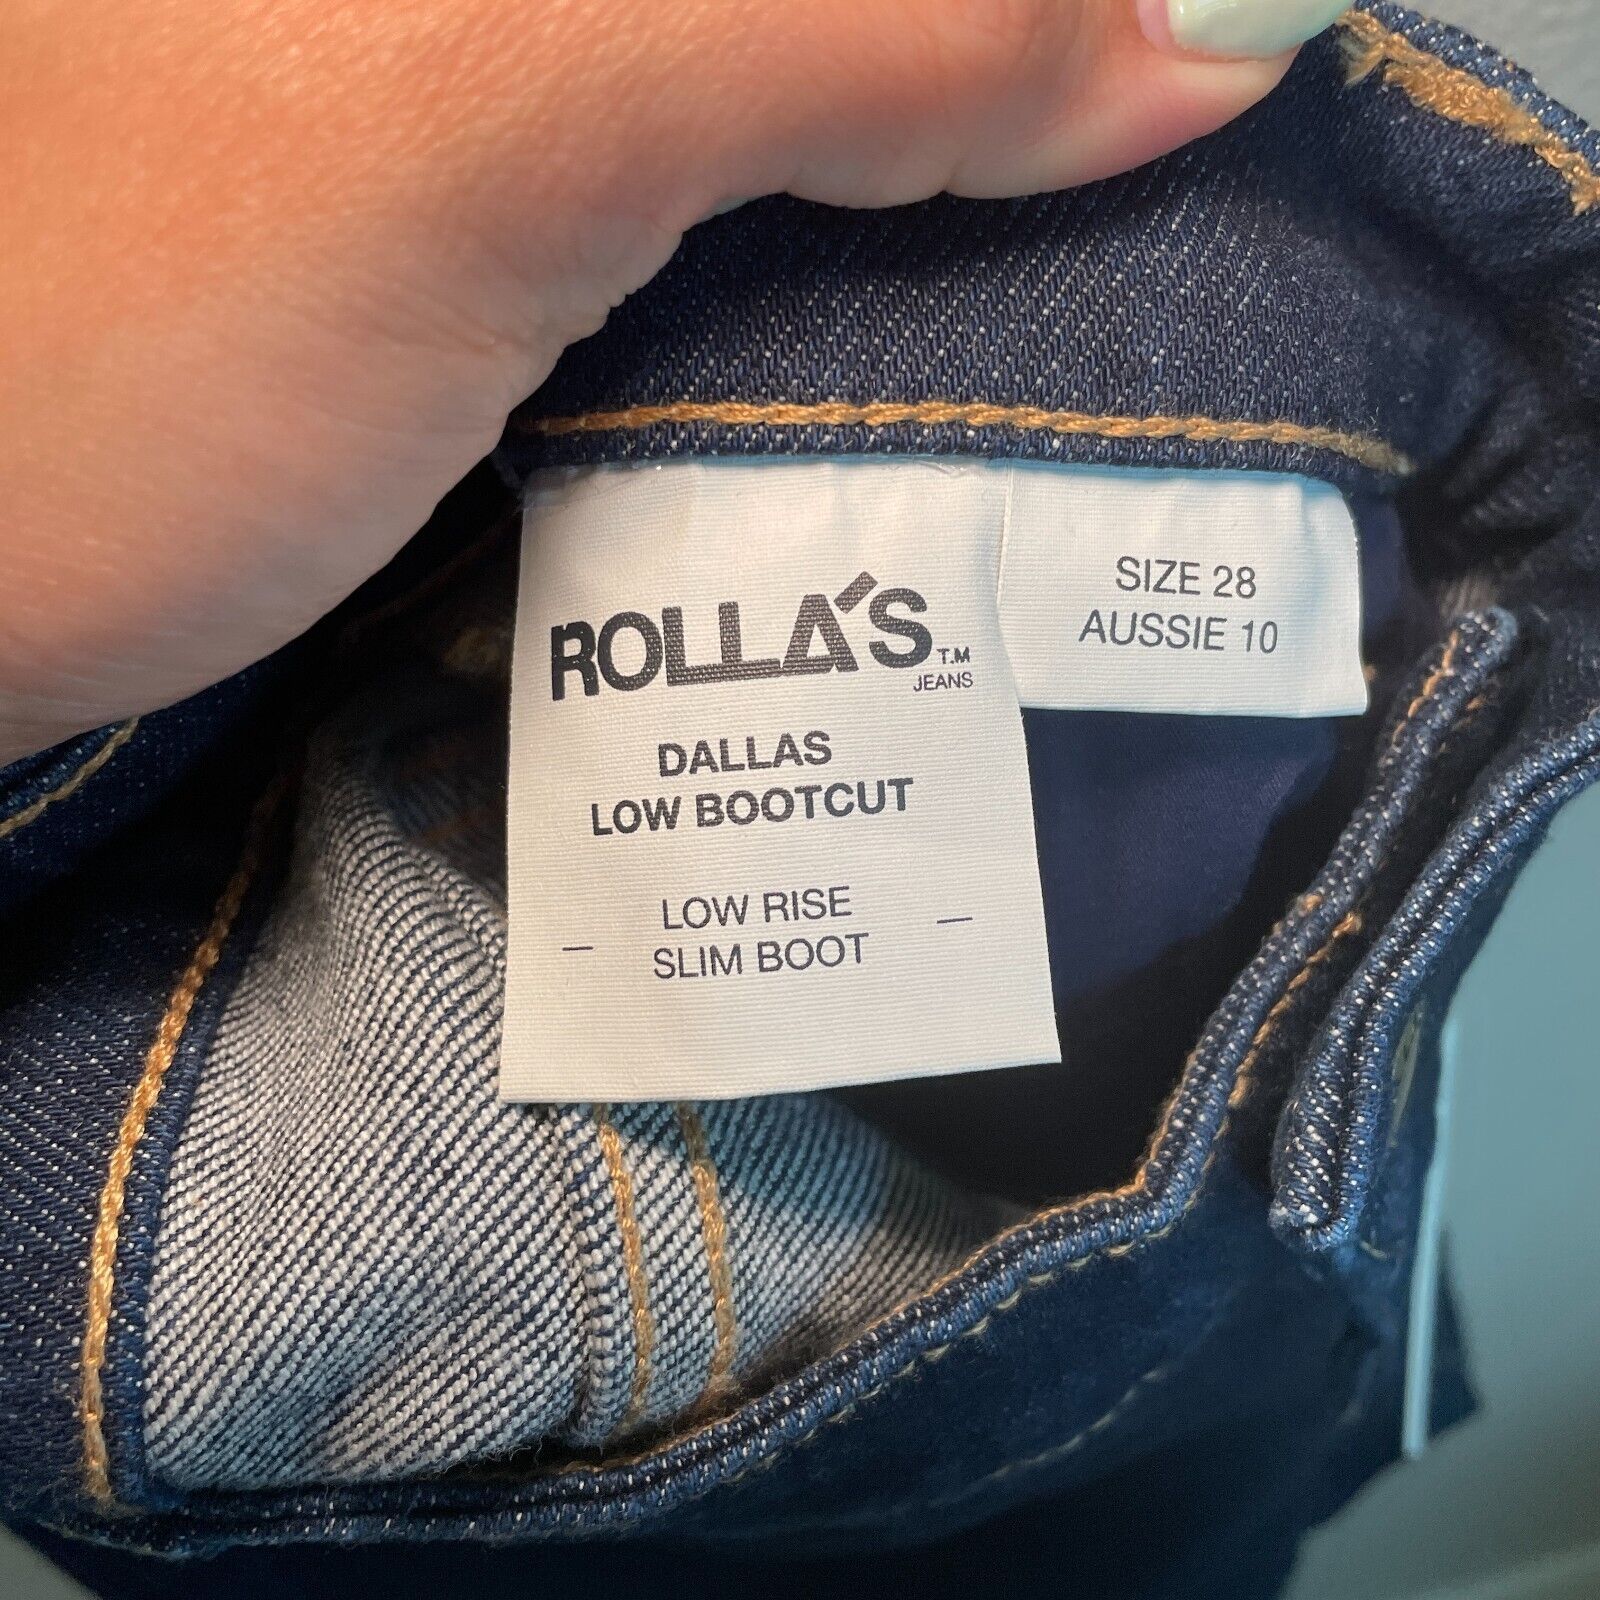 ROLLA'S T.M
JEANS
DALLAS
LOW BOOTCUT
LOW RISE
- SLIM BOOT -
SIZE 28
AUSSIE 10